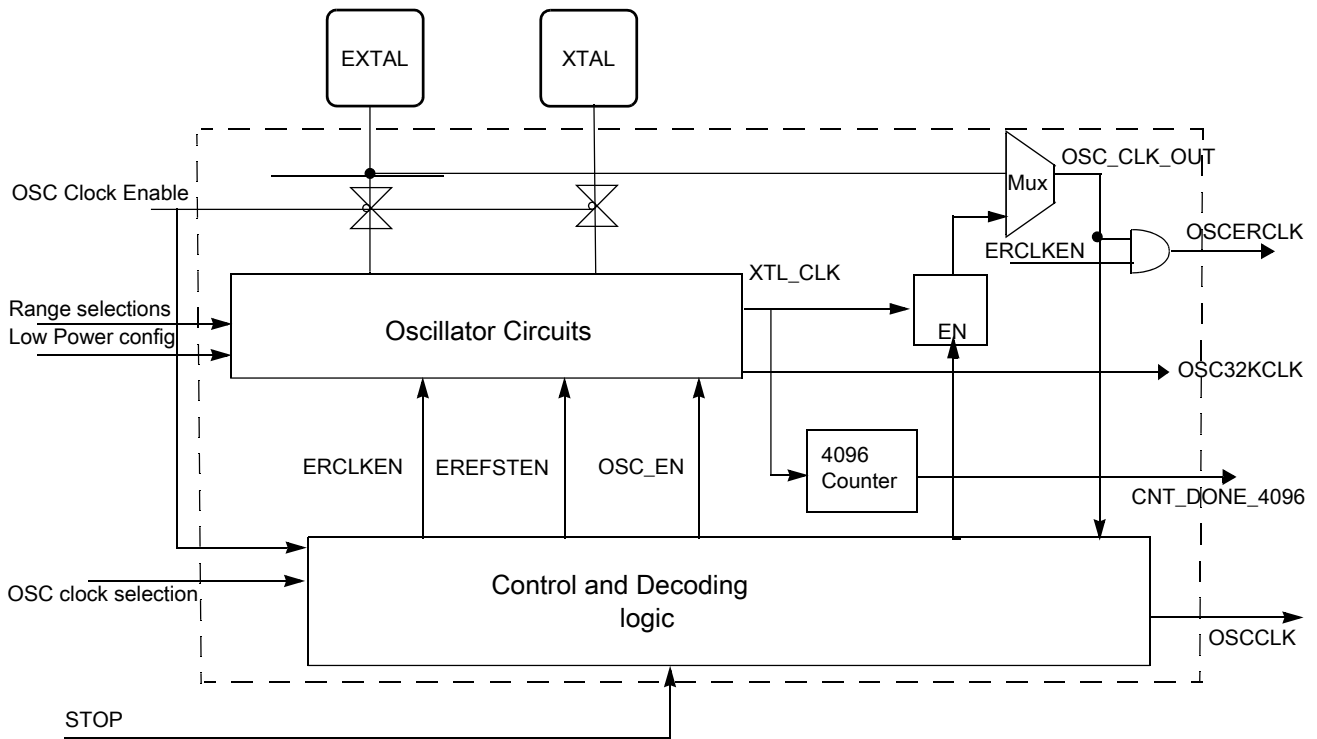 EXTAL
XTAL
OSC_CLK_OUT
Mux
OSC Clock Enable
OSCERCLK
ERCLKEN
XTL_CLK
Range selections
Low Power config
Oscillator Circuits
EN
OSC32KCLK
ERCLKEN
EREFSTEN
OSC_EN
4096
Counter
CNT_DONE_4096
Control and Decoding
logic
OSC clock selection
OSCCLK
STOP